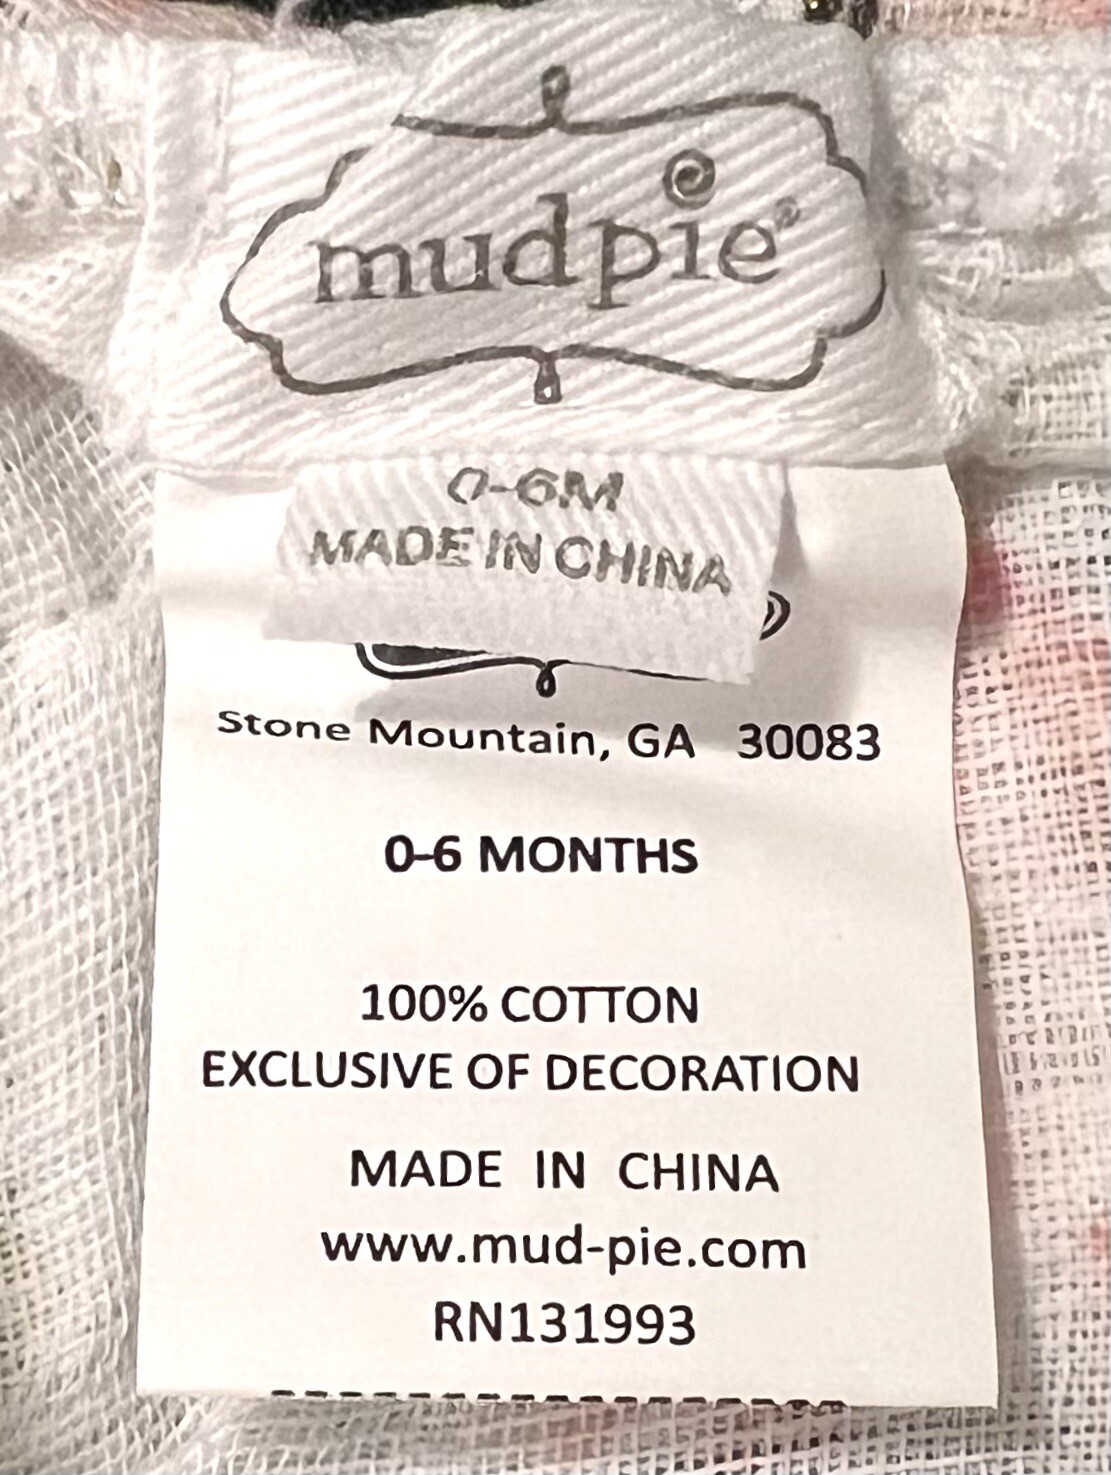 mudpie®
0-6M
MADE IN CHINA
Stone Mountain, GA 30083
0-6 MONTHS
100% COTTON
EXCLUSIVE OF DECORATION
MADE IN CHINA
www.mud-pie.com
RN131993